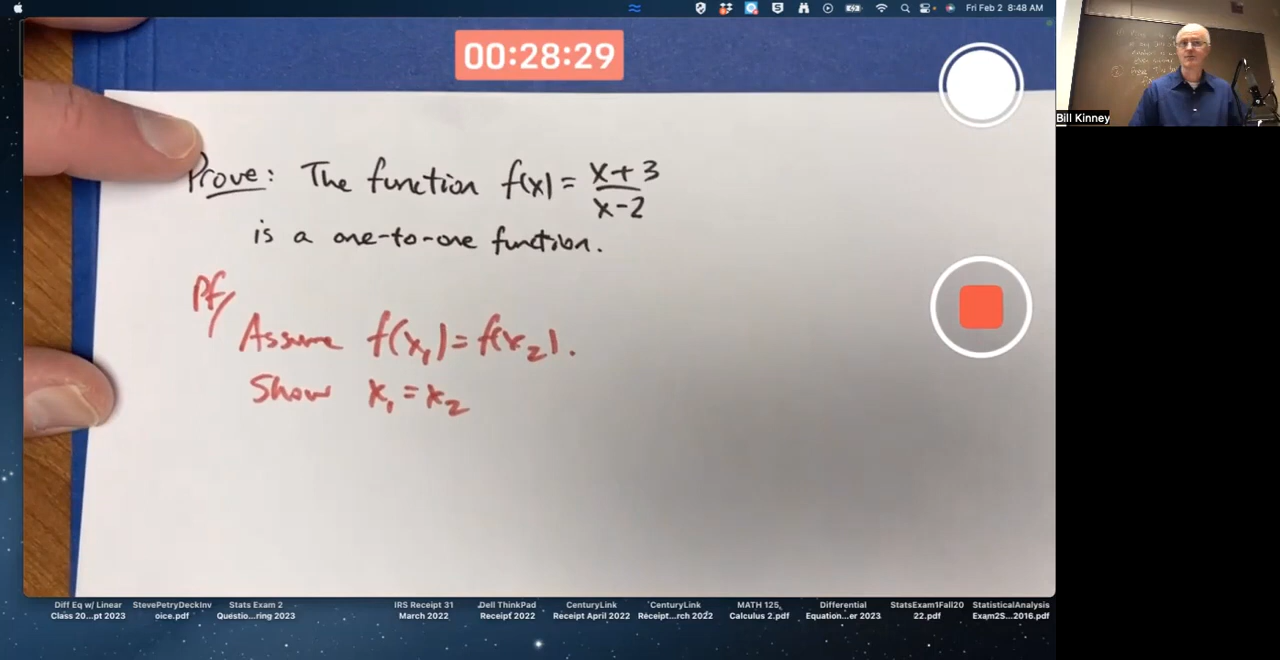 Fri Feb 2 8:48 AM
00:28:29
Bill Kinney
Prove: The function f(x) = x+3
x-2
is a one-to-one function.
Pf/
Assume f(x₁) = f(x₂).
Show x₁ = x₂
Diff Eq w/ Linear
Class 20...pt 2023
StevePetryDeckInv
oice.pdf
Stats Exam 2
Questio...ring 2023
IRS Receipt 31
March 2022
Dell ThinkPad
Receipt 2022
CenturyLink
Receipt April 2022
CenturyLink
Receipt...rch 2022
MATH 125,
Calculus 2.pdf
Differential
Equation...er 2023
StatsExam1Fall20
22.pdf
StatisticalAnalysis
Exam2S...2016.pdf